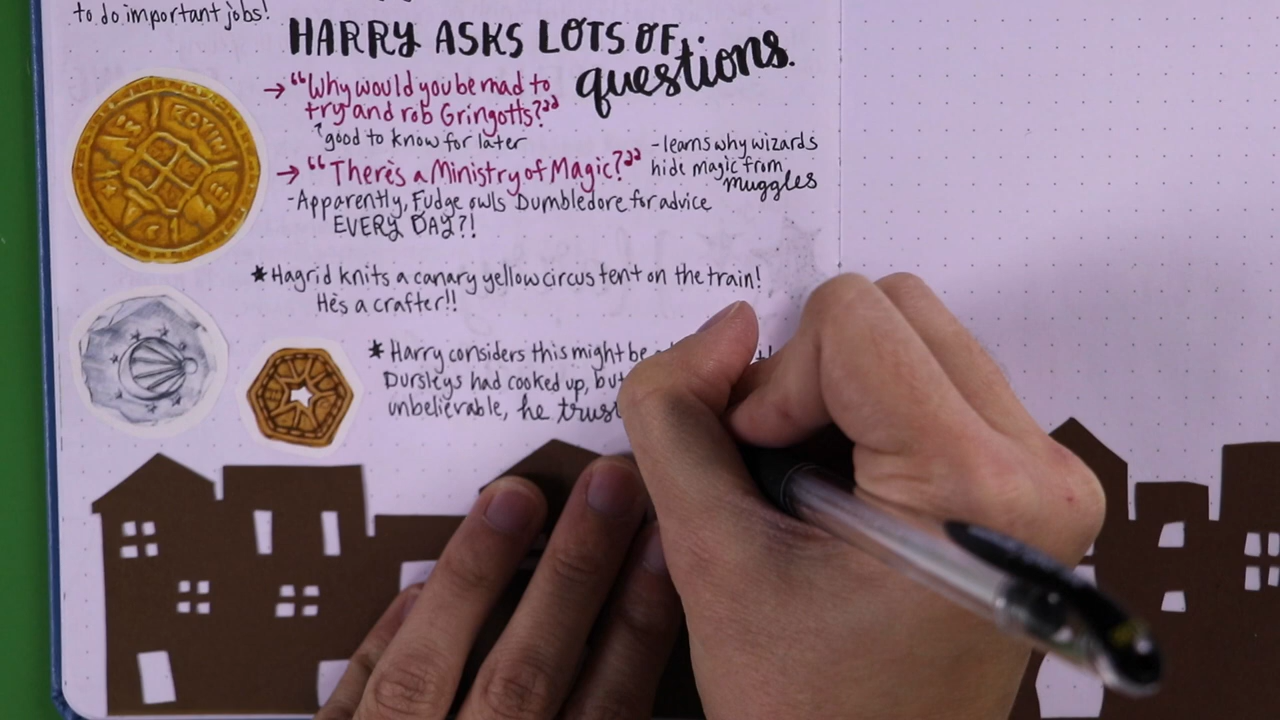 to do important jobs!
HARRY ASKS LOTS OF
questions.
→ "Why would you be mad to
try and rob Gringotts?"
good to know for later
→ "There's a Ministry of Magic?"
-learns why wizards
hide magic from
muggles
-Apparently, Fudge owls Dumbledore for advice
EVERY DAY?!
★ Hagrid knits a canary yellow circus tent on the train!
He's a crafter!!
★ Harry considers this might be
Dursleys had cooked up, but
unbelievable, he